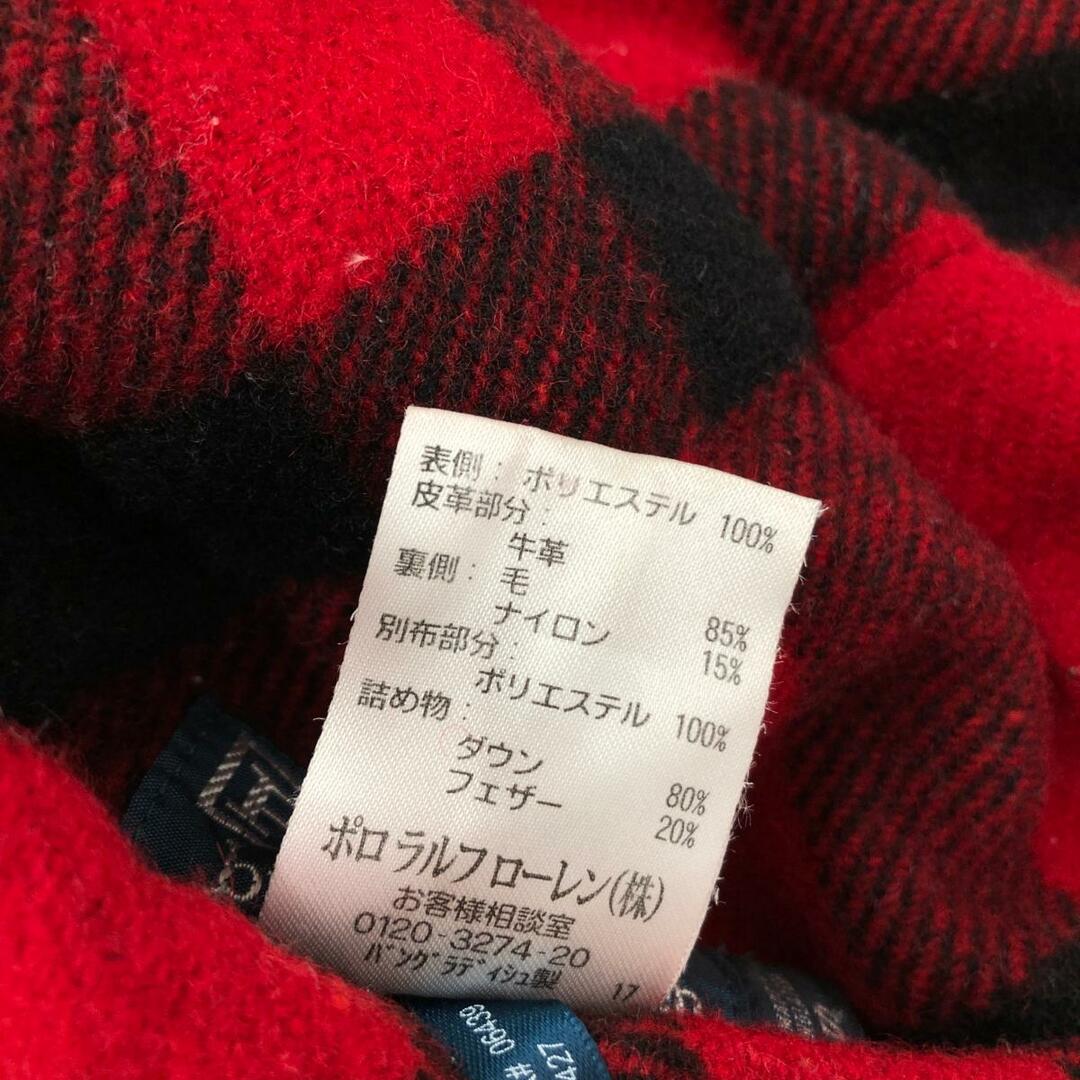 表側: ポリエステル 100%
皮革部分:
牛革
裏側: 毛 85%
ナイロン 15%
別布部分:
ポリエステル 100%
詰め物:
ダウン 80%
フェザー 20%
ポロ ラルフ ローレン(株)
お客様相談室
0120-3274-20
バングラディシュ製 17
# 06439
427